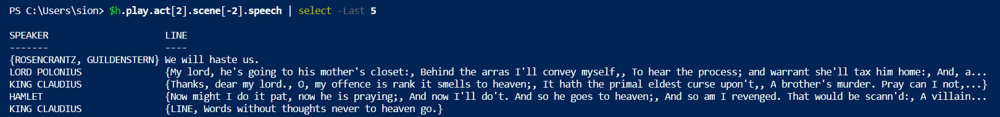 PS C:\Users\sion> $h.play.act[2].scene[-2].speech | select -Last 5
SPEAKER LINE
------- ----
{ROSENCRANTZ, GUILDENSTERN} We will haste us.
LORD POLONIUS {My lord, he's going to his mother's closet:, Behind the arras I'll convey myself,, To hear the process; and warrant she'll tax him home:, And, a...
KING CLAUDIUS {Thanks, dear my lord., O, my offence is rank it smells to heaven;, It hath the primal eldest curse upon't,, A brother's murder. Pray can I not,...}
HAMLET {Now might I do it pat, now he is praying;, And now I'll do't. And so he goes to heaven;, And so am I revenged. That would be scann'd:, A villain...
KING CLAUDIUS {LINE, Words without thoughts never to heaven go.}